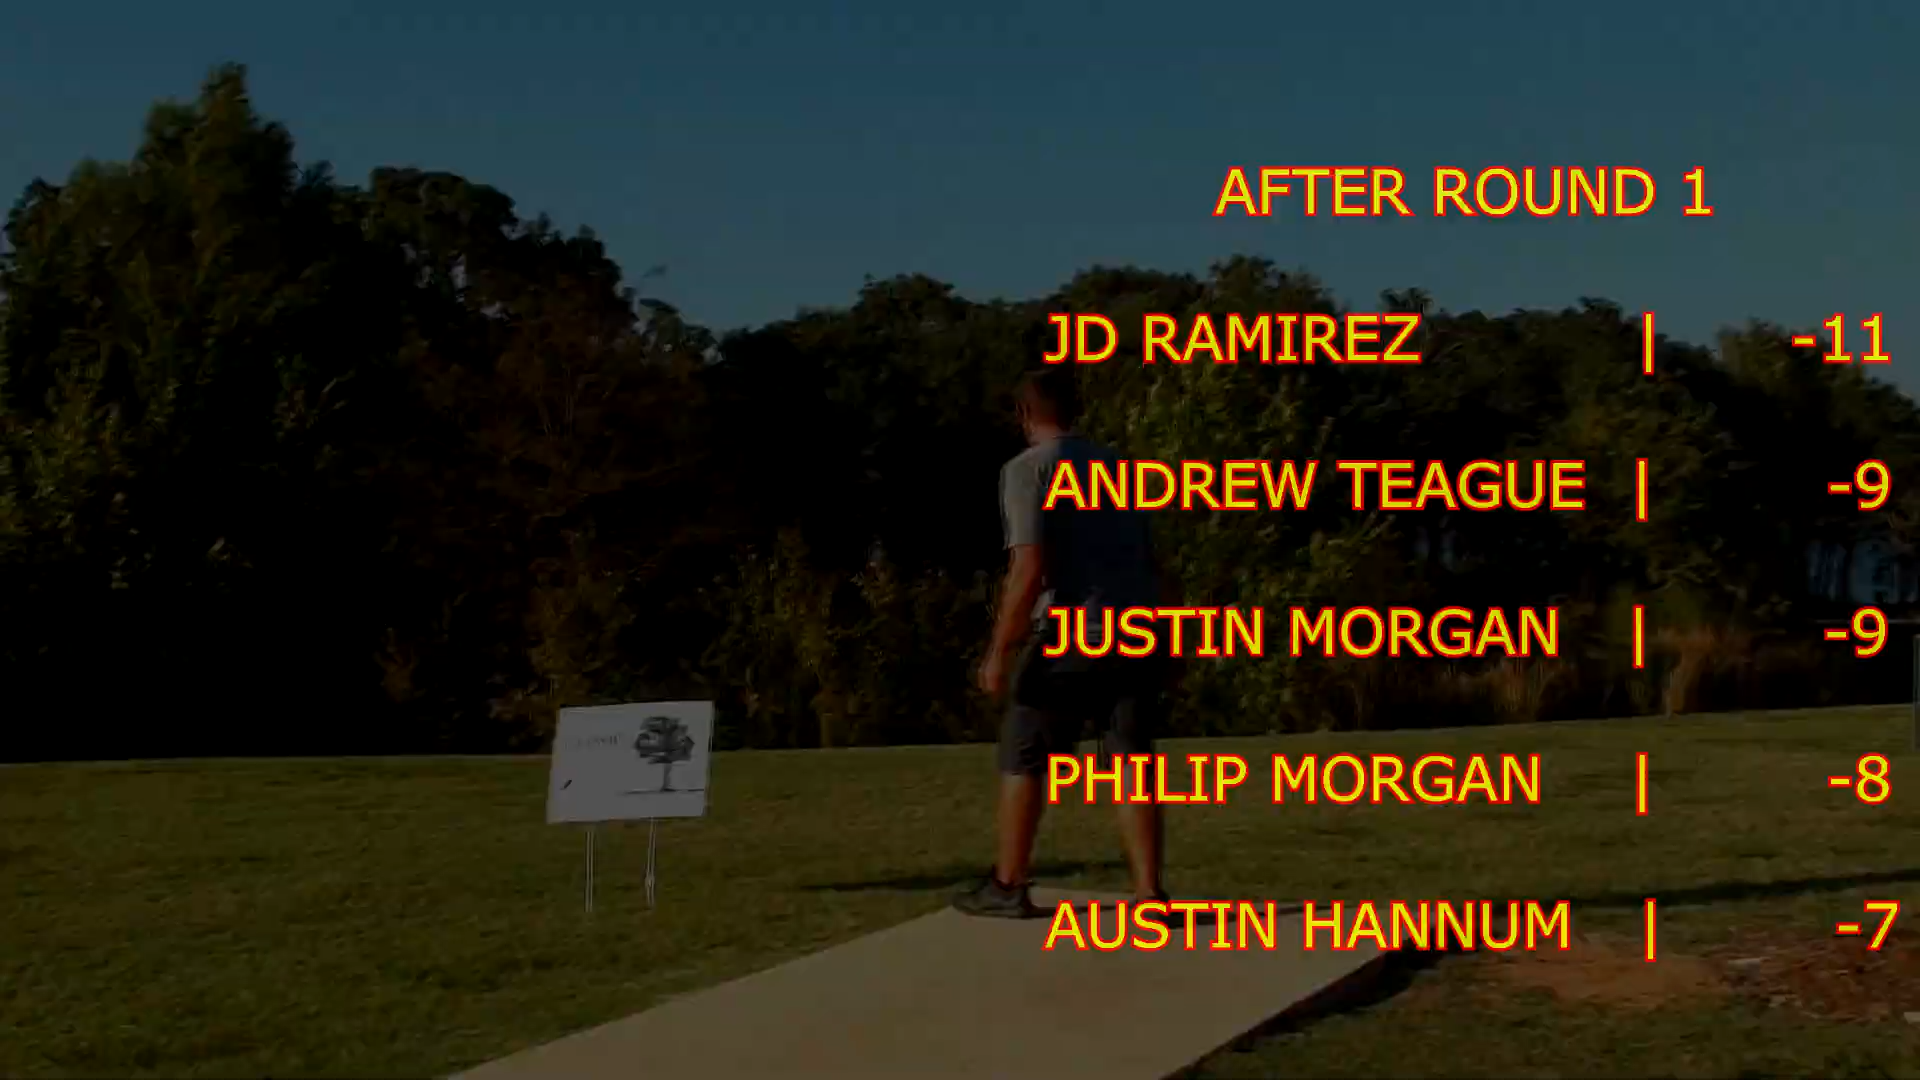 AFTER ROUND 1
JD RAMIREZ | -11
ANDREW TEAGUE | -9
JUSTIN MORGAN | -9
PHILIP MORGAN | -8
AUSTIN HANNUM | -7